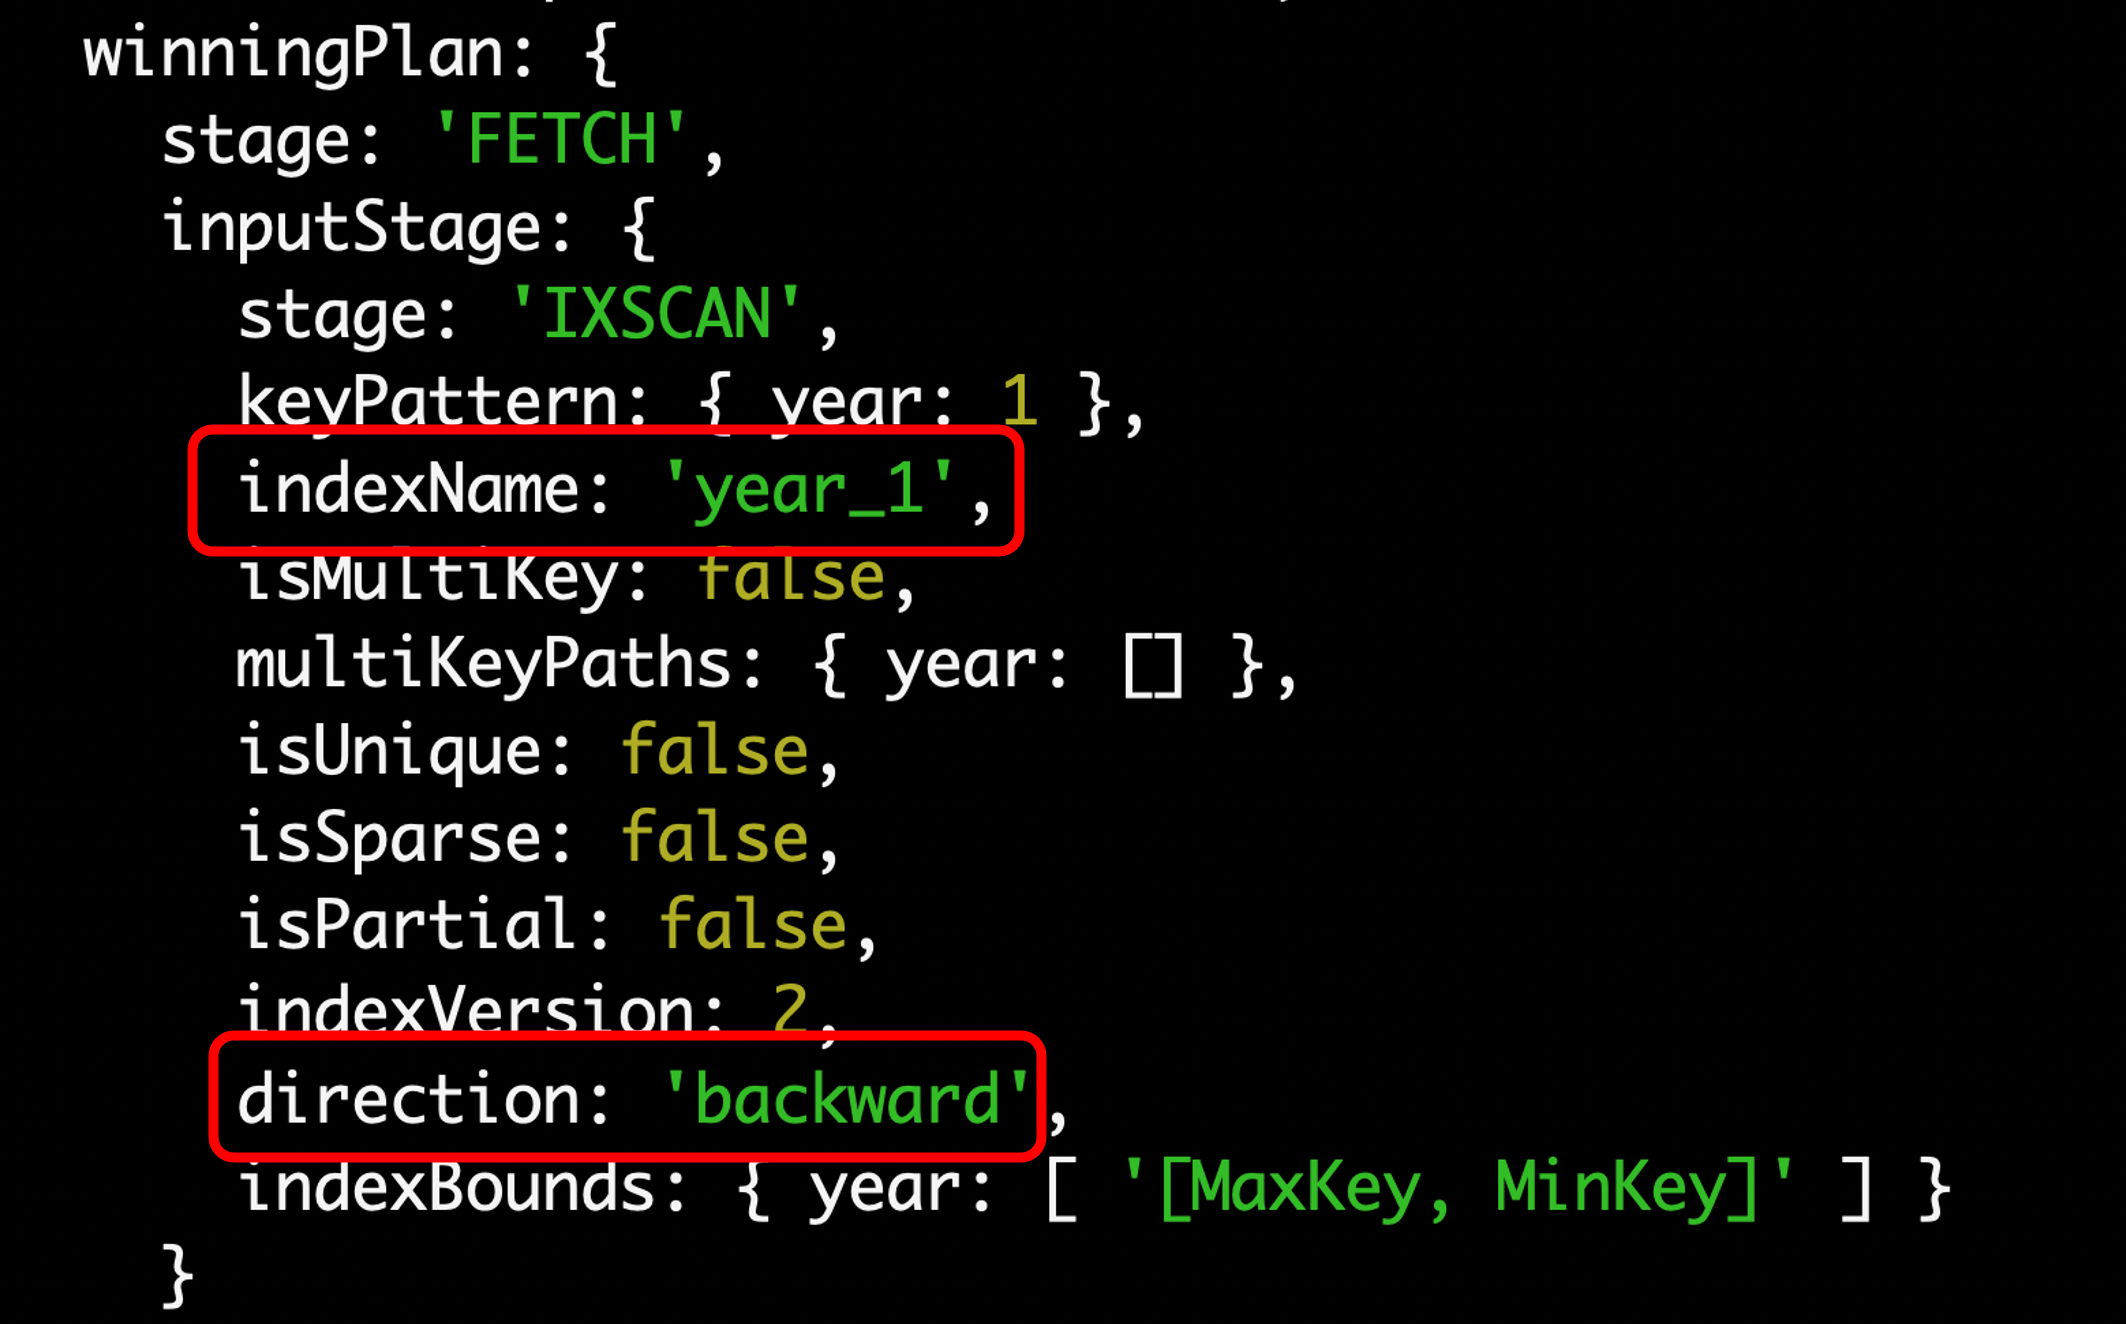 winningPlan: {
stage: 'FETCH',
inputStage: {
stage: 'IXSCAN',
keyPattern: { year: 1 },
indexName: 'year_1',
isMultiKey: false,
multiKeyPaths: { year: [] },
isUnique: false,
isSparse: false,
isPartial: false,
indexVersion: 2,
direction: 'backward',
indexBounds: { year: [ '[MaxKey, MinKey]' ] }
}